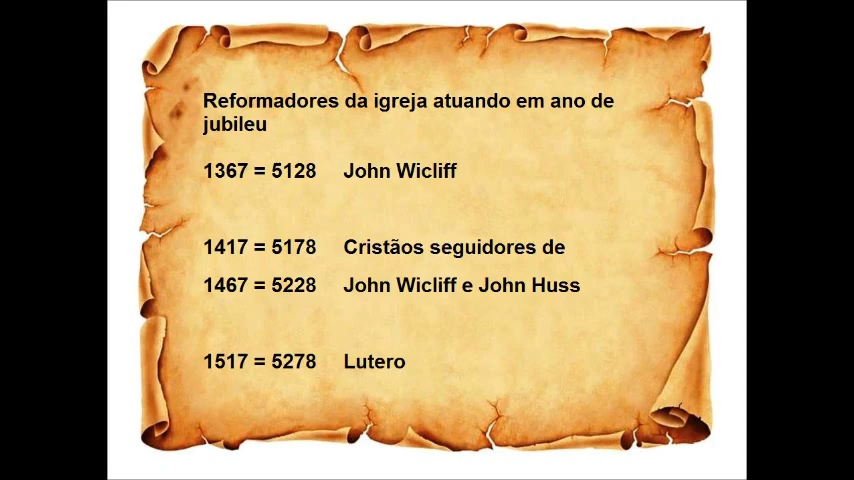 Reformadores da igreja atuando em ano de
jubileu
1367 = 5128 John Wicliff
1417 = 5178 Cristãos seguidores de
1467 = 5228 John Wicliff e John Huss
1517 = 5278 Lutero